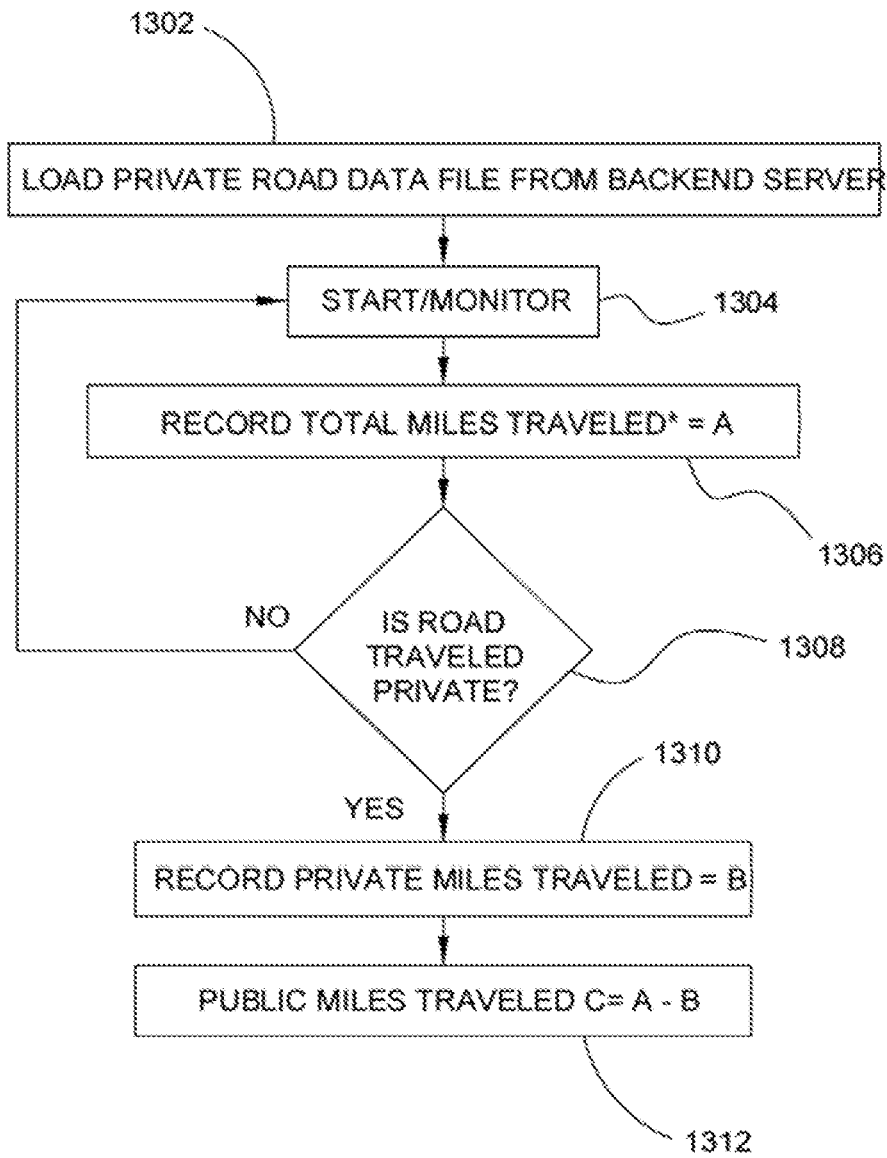 1302
LOAD PRIVATE ROAD DATA FILE FROM BACKEND SERVER
START/MONITOR
1304
RECORD TOTAL MILES TRAVELED* = A
1306
NO
IS ROAD
TRAVELED
PRIVATE?
1308
1310
YES
RECORD PRIVATE MILES TRAVELED = B
PUBLIC MILES TRAVELED C= A - B
1312